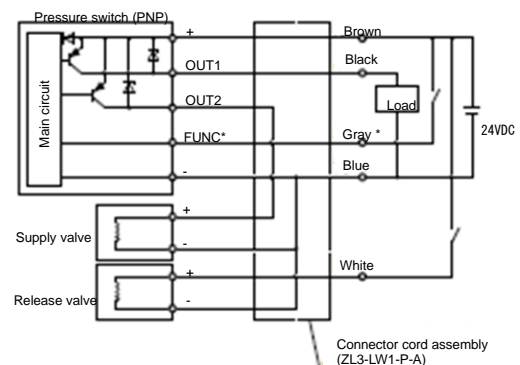 Pressure switch (PNP)
Main circuit
+
OUT1
OUT2
FUNC*
-
Brown
Black
Load
Gray *
Blue
24VDC
Supply valve
+
-
White
Release valve
+
-
Connector cord assembly
(ZL3-LW1-P-A)